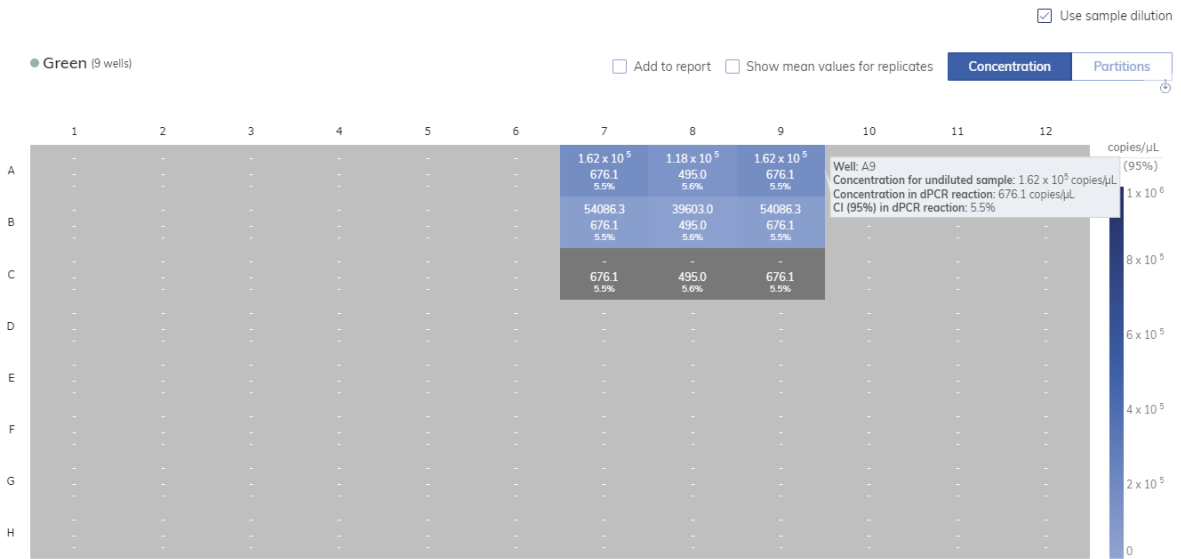 Use sample dilution
Green (9 wells)
Add to report Show mean values for replicates Concentration Partitions
1 2 3 4 5 6 7 8 9 10 11 12
copies/µL
(95%)
A - - - - - - 1.62 x 10⁵ 1.18 x 10⁵ 1.62 x 10⁵
- - - - - - 676.1 495.0 676.1
- - - - - - 5.5% 5.6% 5.5%
Well: A9
Concentration for undiluted sample: 1.62 x 10⁵ copies/µL
Concentration in dPCR reaction: 676.1 copies/µL
CI (95%) in dPCR reaction: 5.5%
B - - - - - - 54086.3 39603.0 54086.3
- - - - - - 676.1 495.0 676.1 - - -
- - - - - - 5.5% 5.6% 5.5% - - -
C - - - - - - - - - - - -
- - - - - - 676.1 495.0 676.1 - - -
- - - - - - 5.5% 5.6% 5.5% - - -
D - - - - - - - - - - - -
- - - - - - - - - - - -
- - - - - - - - - - - -
E - - - - - - - - - - - -
- - - - - - - - - - - -
- - - - - - - - - - - -
F - - - - - - - - - - - -
- - - - - - - - - - - -
- - - - - - - - - - - -
G - - - - - - - - - - - -
- - - - - - - - - - - -
- - - - - - - - - - - -
H - - - - - - - - - - - -
- - - - - - - - - - - -
- - - - - - - - - - - -
1 x 10⁶
8 x 10⁵
6 x 10⁵
4 x 10⁵
2 x 10⁵
0